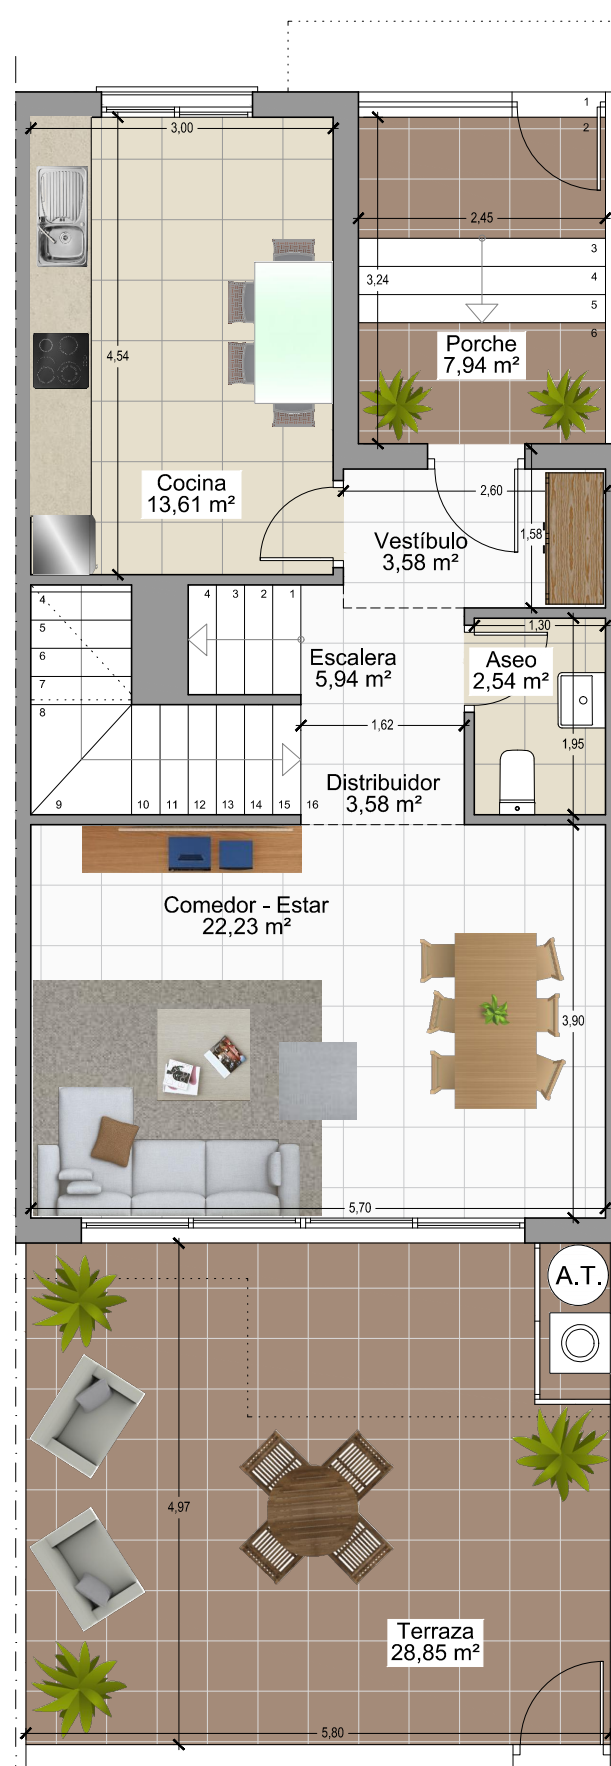 1
2
3,00
2,45
3
3,24
4
5
6
Porche
7,94 m²
4,54
Cocina
13,61 m²
2,60
1,58
Vestíbulo
3,58 m²
4
4 3 2 1
5
6
7
8
1,30
Escalera
5,94 m²
Aseo
2,54 m²
1,62
1,95
Distribuidor
3,58 m²
9 10 11 12 13 14 15 16
Comedor - Estar
22,23 m²
3,90
5,70
A.T.
4,97
Terraza
28,85 m²
5,80